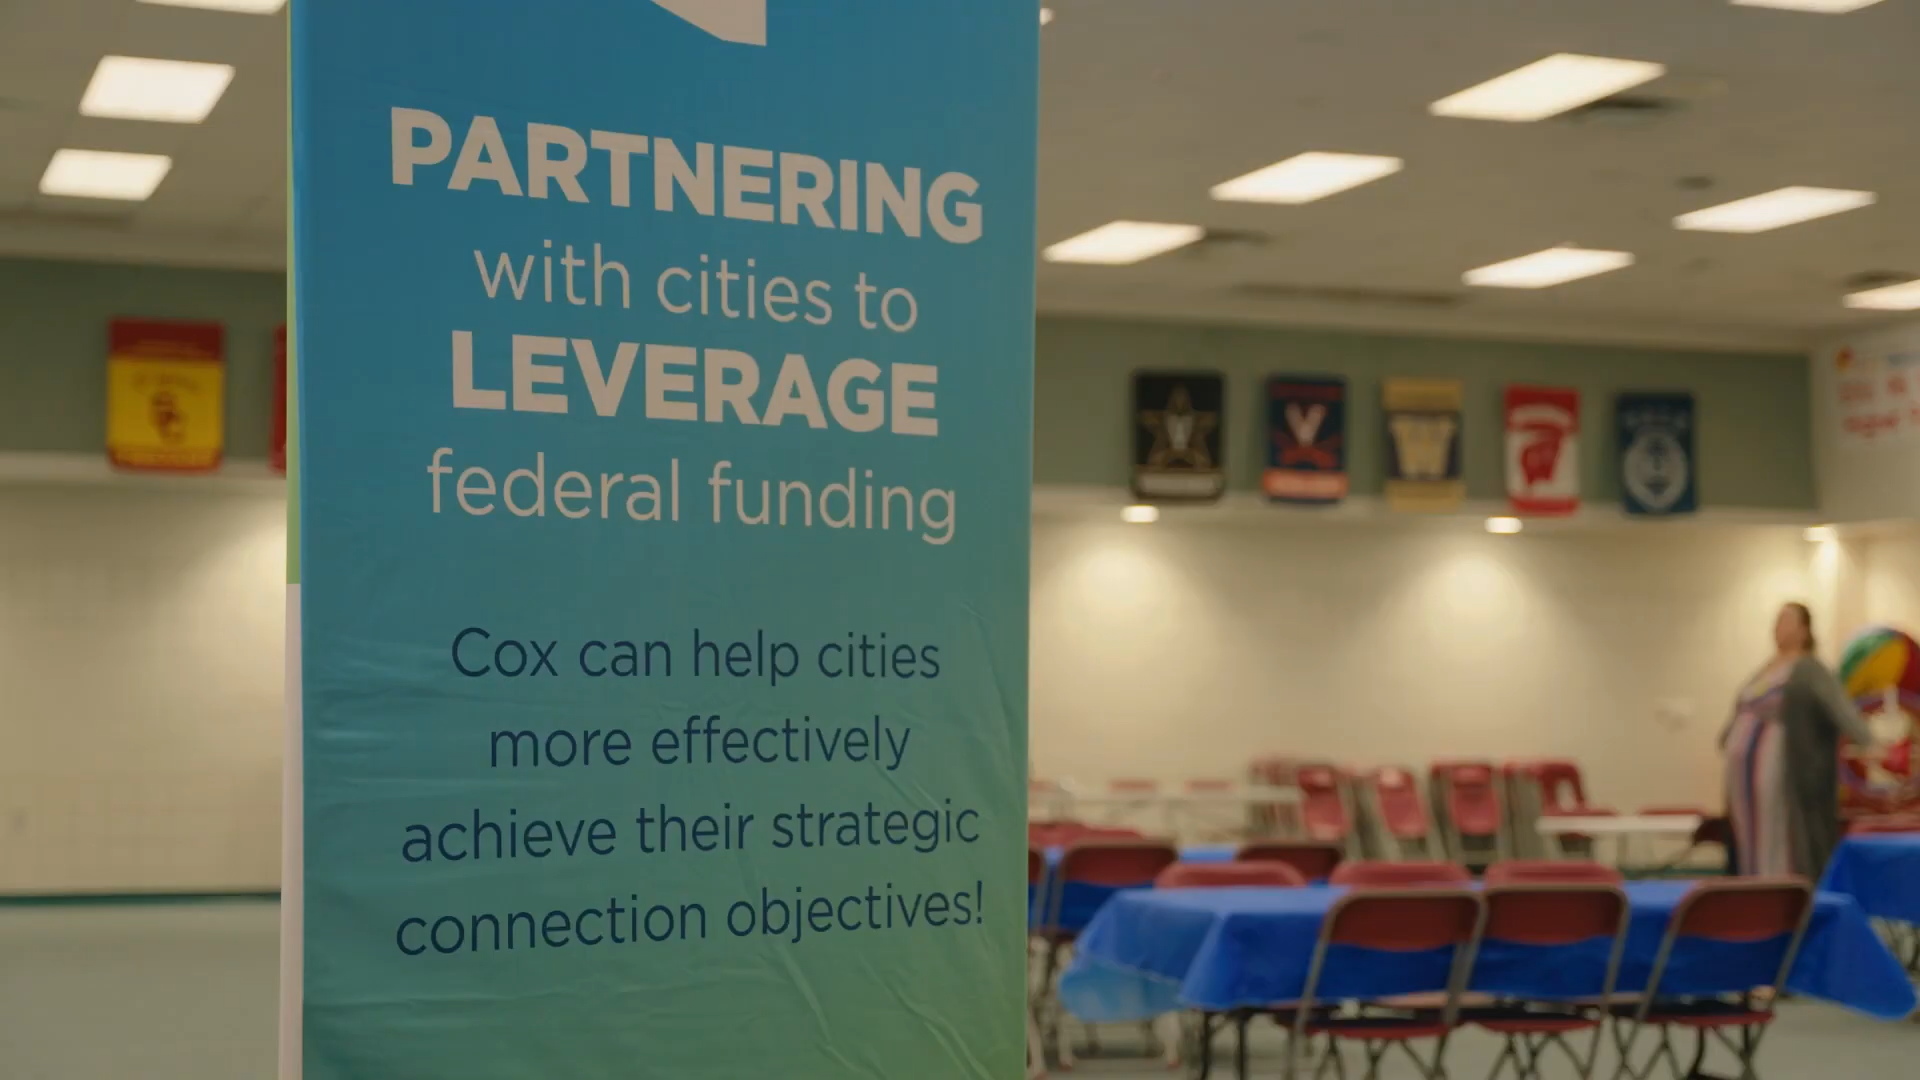 PARTNERING
with cities to
LEVERAGE
federal funding
Cox can help cities
more effectively
achieve their strategic
connection objectives!